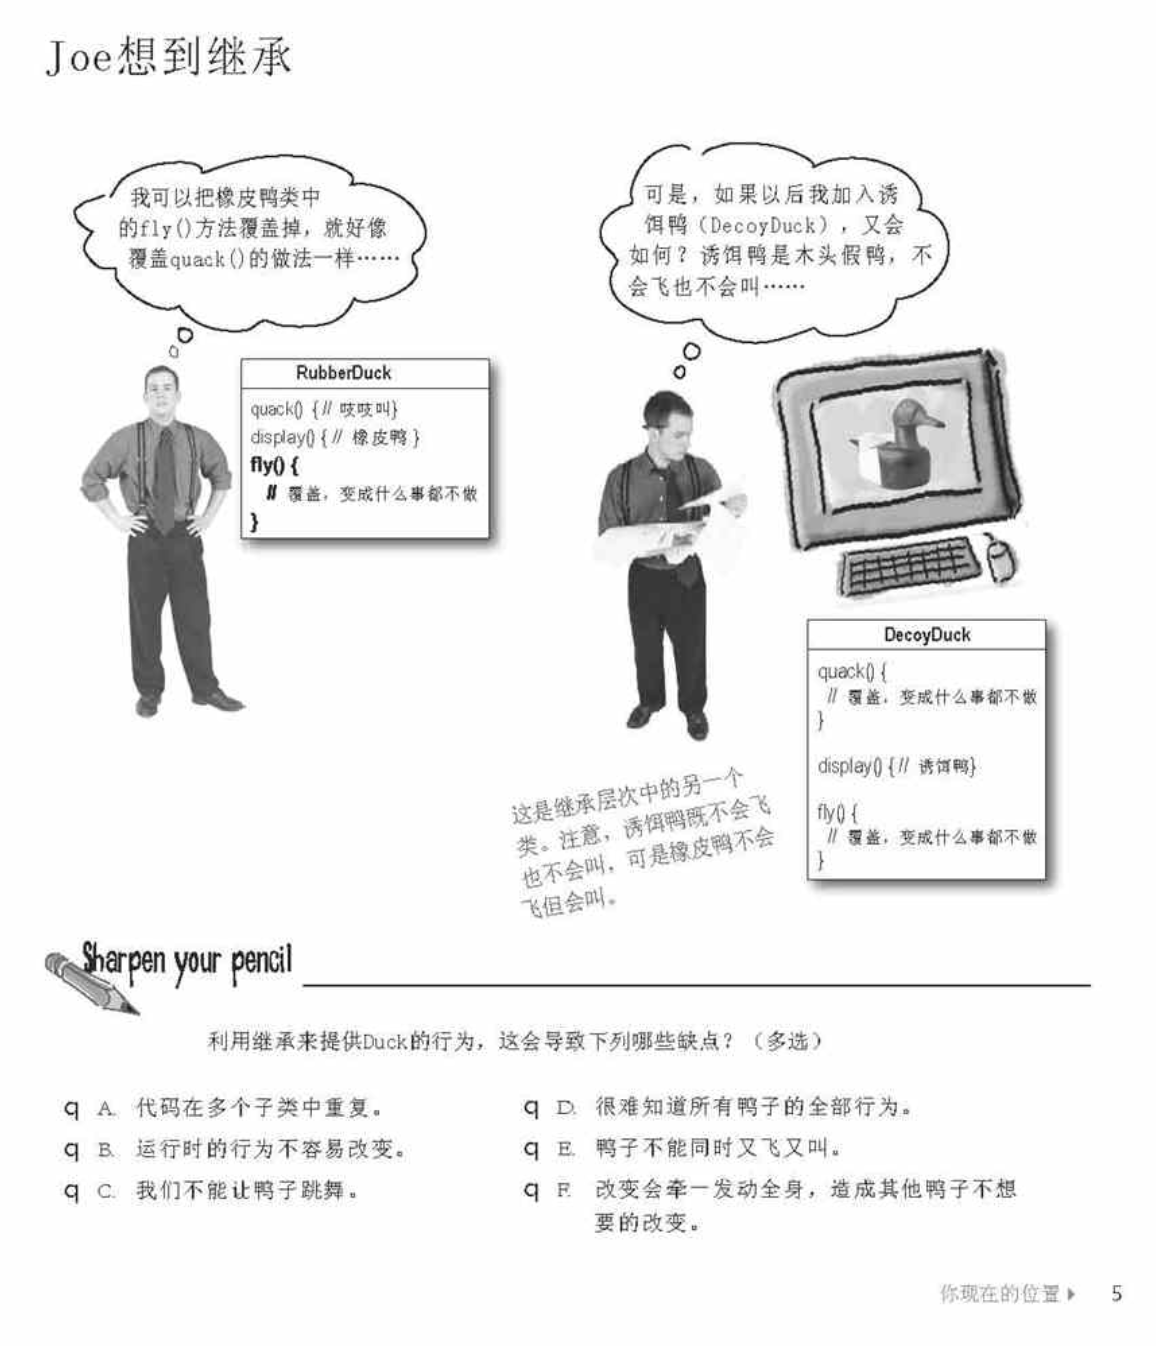 Joe想到继承
我可以把橡皮鸭类中
的fly()方法覆盖掉，就好像
覆盖quack()的做法一样……
可是，如果以后我加入诱
饵鸭（DecoyDuck），又会
如何？诱饵鸭是木头假鸭，不
会飞也不会叫……
RubberDuck
quack() {// 吱吱叫}
display() {// 橡皮鸭 }
fly() {
// 覆盖，变成什么事都不做
}
DecoyDuck
quack() {
// 覆盖，变成什么事都不做
}
display() {// 诱饵鸭}
fly() {
// 覆盖，变成什么事都不做
}
这是继承层次中的另一个
类。注意，诱饵鸭既不会飞
也不会叫，可是橡皮鸭不会
飞但会叫。
Sharpen your pencil
利用继承来提供Duck的行为，这会导致下列哪些缺点？（多选）
q A. 代码在多个子类中重复。
q B. 运行时的行为不容易改变。
q C. 我们不能让鸭子跳舞。
q D. 很难知道所有鸭子的全部行为。
q E. 鸭子不能同时又飞又叫。
q F. 改变会牵一发动全身，造成其他鸭子不想
要的改变。
你现在的位置 5